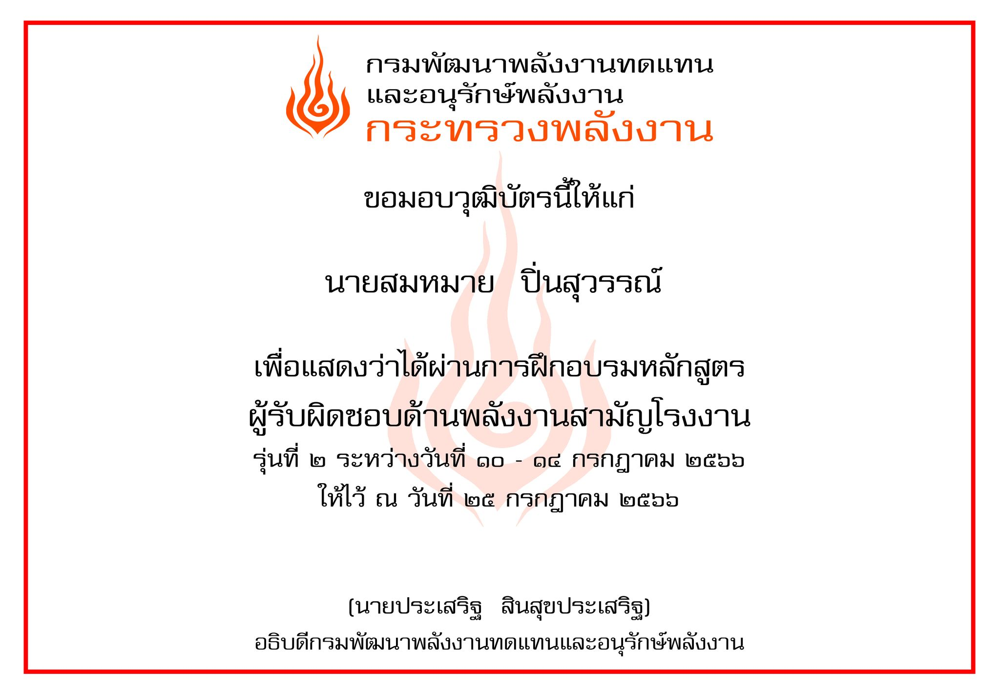 กรมพัฒนาพลังงานทดแทน
และอนุรักษ์พลังงาน
กระทรวงพลังงาน
ขอมอบวุฒิบัตรนี้ให้แก่
นายสมหมาย ปิ่นสุวรรณ์
เพื่อแสดงว่าได้ผ่านการฝึกอบรมหลักสูตร
ผู้รับผิดชอบด้านพลังงานสามัญโรงงาน
รุ่นที่ ๒ ระหว่างวันที่ ๑๐ - ๑๔ กรกฎาคม ๒๕๖๖
ให้ไว้ ณ วันที่ ๒๕ กรกฎาคม ๒๕๖๖
(นายประเสริฐ สินสุขประเสริฐ)
อธิบดีกรมพัฒนาพลังงานทดแทนและอนุรักษ์พลังงาน